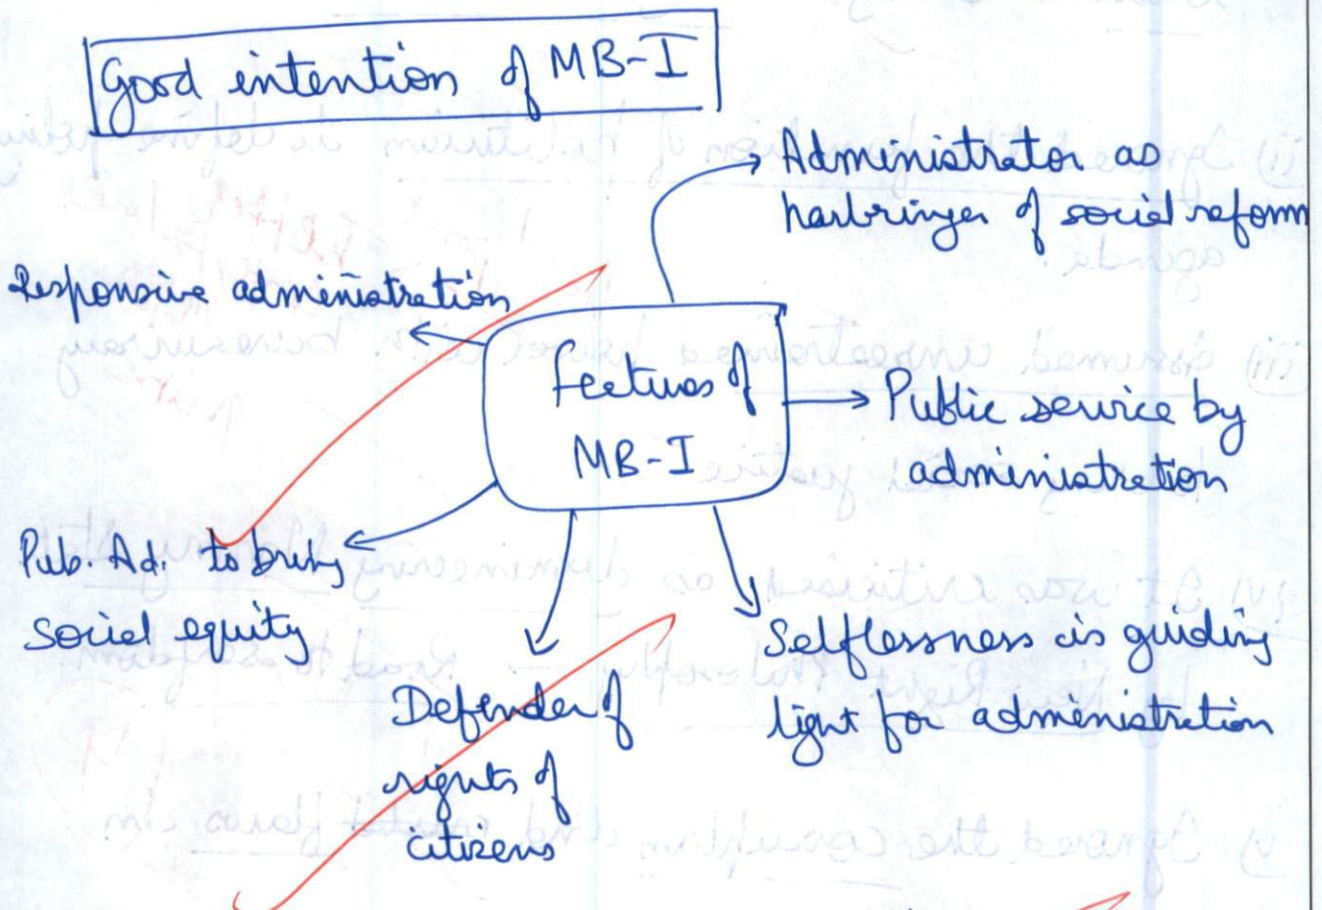 Good intention of MB-I
Administrator as
harbringer of social reform
Responsive administration
Features of
MB-I
Public service by
administration
Pub. Ad. to bring
social equity
Selflessness is guiding
light for administration
Defender of
rights of
citizens